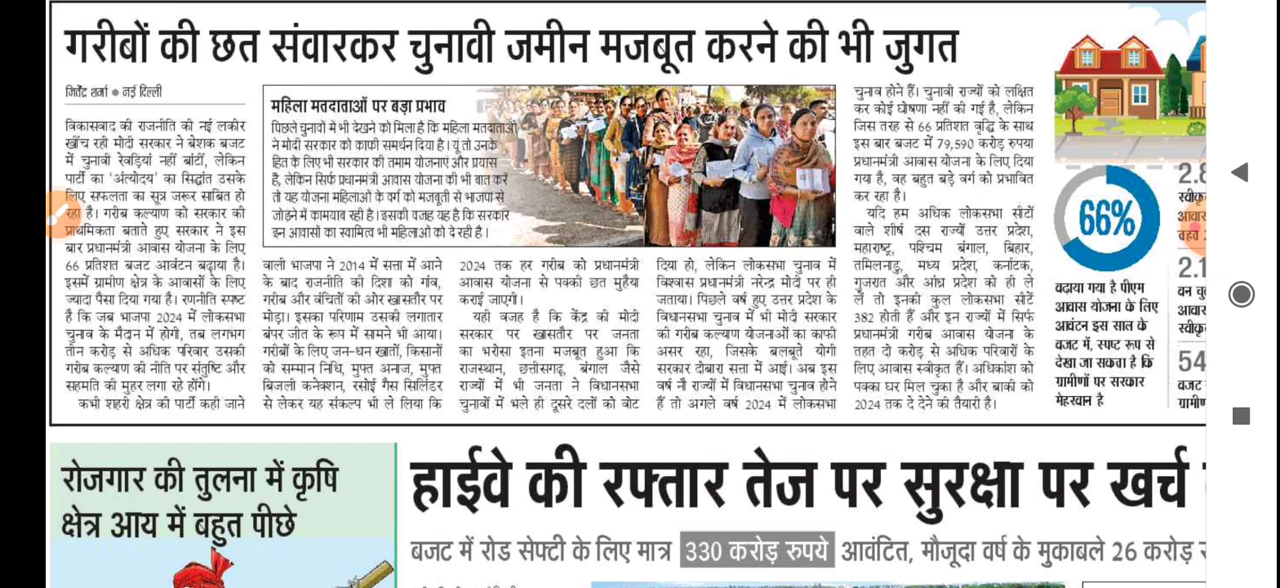 गरीबों की छत संवारकर चुनावी जमीन मजबूत करने की भी जुगत
जितेंद्र शर्मा ● नई दिल्ली
विकासवाद की राजनीति की नई लकीर
खींच रही मोदी सरकार ने बेशक बजट
में चुनावी रेवड़ियां नहीं बांटीं, लेकिन
पार्टी का 'अंत्योदय' का सिद्धांत उसके
लिए सफलता का सूत्र जरूर साबित हो
रहा है। गरीब कल्याण को सरकार की
प्राथमिकता बताते हुए सरकार ने इस
बार प्रधानमंत्री आवास योजना के लिए
66 प्रतिशत बजट आवंटन बढ़ाया है।
इसमें ग्रामीण क्षेत्र के आवासों के लिए
ज्यादा पैसा दिया गया है। रणनीति स्पष्ट
है कि जब भाजपा 2024 में लोकसभा
चुनाव के मैदान में होगी, तब लगभग
तीन करोड़ से अधिक परिवार उसकी
गरीब कल्याण की नीति पर संतुष्टि और
सहमति की मुहर लगा रहे होंगे।
कभी शहरी क्षेत्र की पार्टी कही जाने
महिला मतदाताओं पर बड़ा प्रभाव
पिछले चुनावों में भी देखने को मिला है कि महिला मतदाताओं
ने मोदी सरकार को काफी समर्थन दिया है। यूं तो उनके
हित के लिए भी सरकार की तमाम योजनाएं और प्रयास
हैं, लेकिन सिर्फ प्रधानमंत्री आवास योजना की भी बात करें
तो यह योजना महिलाओं के वर्ग को मजबूती से भाजपा से
जोड़ने में कामयाब रही है। इसकी वजह यह है कि सरकार
इन आवासों का स्वामित्व भी महिलाओं को दे रही है।
वाली भाजपा ने 2014 में सत्ता में आने
के बाद राजनीति की दिशा को गांव,
गरीब और वंचितों की ओर खासतौर पर
मोड़ा। इसका परिणाम उसकी लगातार
बंपर जीत के रूप में सामने भी आया।
गरीबों के लिए जन-धन खातों, किसानों
को सम्मान निधि, मुफ्त अनाज, मुफ्त
बिजली कनेक्शन, रसोई गैस सिलिंडर
से लेकर यह संकल्प भी ले लिया कि
2024 तक हर गरीब को प्रधानमंत्री
आवास योजना से पक्की छत मुहैया
कराई जाएगी।
यही वजह है कि केंद्र की मोदी
सरकार पर खासतौर पर जनता
का भरोसा इतना मजबूत हुआ कि
राजस्थान, छत्तीसगढ़, बंगाल जैसे
राज्यों में भी जनता ने विधानसभा
चुनावों में भले ही दूसरे दलों को वोट
दिया हो, लेकिन लोकसभा चुनाव में
विश्वास प्रधानमंत्री नरेन्द्र मोदी पर ही
जताया। पिछले वर्ष हुए उत्तर प्रदेश के
विधानसभा चुनाव में भी मोदी सरकार
की गरीब कल्याण योजनाओं का काफी
असर रहा, जिसके बलबूते योगी
सरकार दोबारा सत्ता में आई। अब इस
वर्ष नौ राज्यों में विधानसभा चुनाव होने
हैं तो अगले वर्ष 2024 में लोकसभा
चुनाव होने हैं। चुनावी राज्यों को लक्षित
कर कोई घोषणा नहीं की गई है, लेकिन
जिस तरह से 66 प्रतिशत वृद्धि के साथ
इस बार बजट में 79,590 करोड़ रुपया
प्रधानमंत्री आवास योजना के लिए दिया
गया है, वह बहुत बड़े वर्ग को प्रभावित
कर रहा है।
यदि हम अधिक लोकसभा सीटों
वाले शीर्ष दस राज्यों उत्तर प्रदेश,
महाराष्ट्र, पश्चिम बंगाल, बिहार,
तमिलनाडु, मध्य प्रदेश, कर्नाटक,
गुजरात और आंध्र प्रदेश को ही ले
लें तो इनकी कुल लोकसभा सीटें
382 होती हैं और इन राज्यों में सिर्फ
प्रधानमंत्री गरीब आवास योजना के
तहत दो करोड़ से अधिक परिवारों के
लिए आवास स्वीकृत हैं। अधिकांश को
पक्का घर मिल चुका है और बाकी को
2024 तक दे देने की तैयारी है।
66%
बढ़ाया गया है पीएम
आवास योजना के लिए
आवंटन इस साल के
बजट में, स्पष्ट रूप से
देखा जा सकता है कि
ग्रामीणों पर सरकार
मेहरबान है
2.8
स्वीकृ
आवार
तहत
2.1
बन चु
आवार
स्वीकृ
54
बजट
ग्रामीण
रोजगार की तुलना में कृषि
क्षेत्र आय में बहुत पीछे
हाईवे की रफ्तार तेज पर सुरक्षा पर खर्च
बजट में रोड सेफ्टी के लिए मात्र 330 करोड़ रुपये आवंटित, मौजूदा वर्ष के मुकाबले 26 करोड़